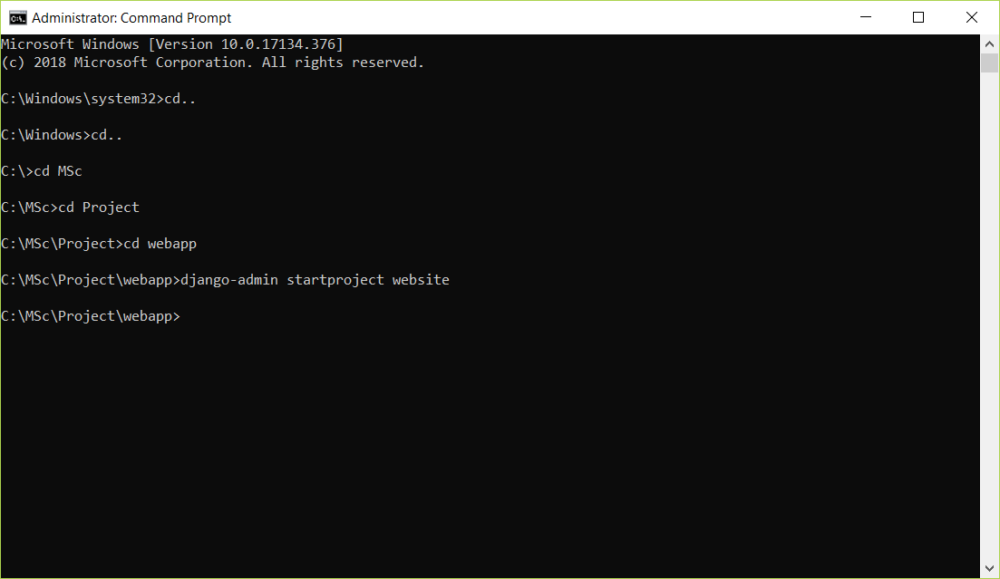 Administrator: Command Prompt
Microsoft Windows [Version 10.0.17134.376]
(c) 2018 Microsoft Corporation. All rights reserved.
C:\Windows\system32>cd..
C:\Windows>cd..
C:\>cd MSc
C:\MSc>cd Project
C:\MSc\Project>cd webapp
C:\MSc\Project\webapp>django-admin startproject website
C:\MSc\Project\webapp>